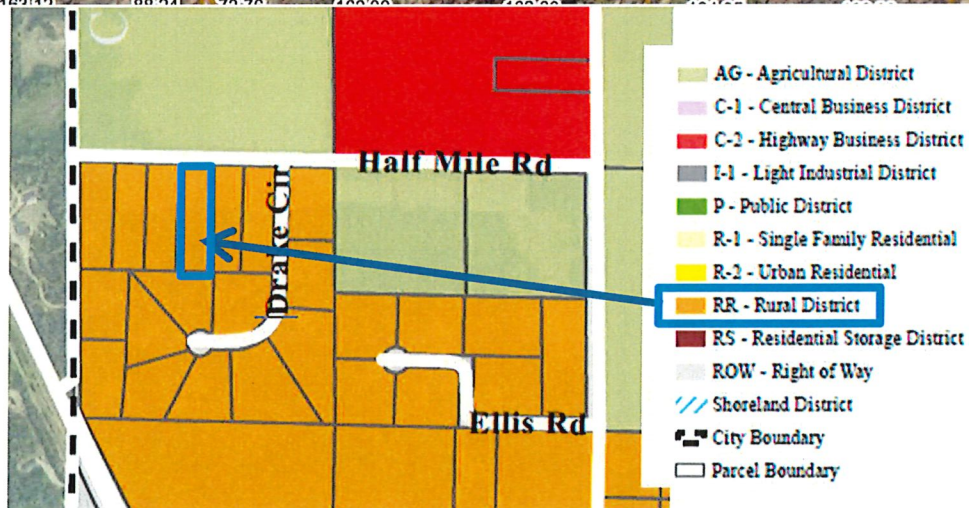 Half Mile Rd
Drake Cir
Ellis Rd
AG - Agricultural District
C-1 - Central Business District
C-2 - Highway Business District
I-1 - Light Industrial District
P - Public District
R-1 - Single Family Residential
R-2 - Urban Residential
RR - Rural District
RS - Residential Storage District
ROW - Right of Way
Shoreland District
City Boundary
Parcel Boundary